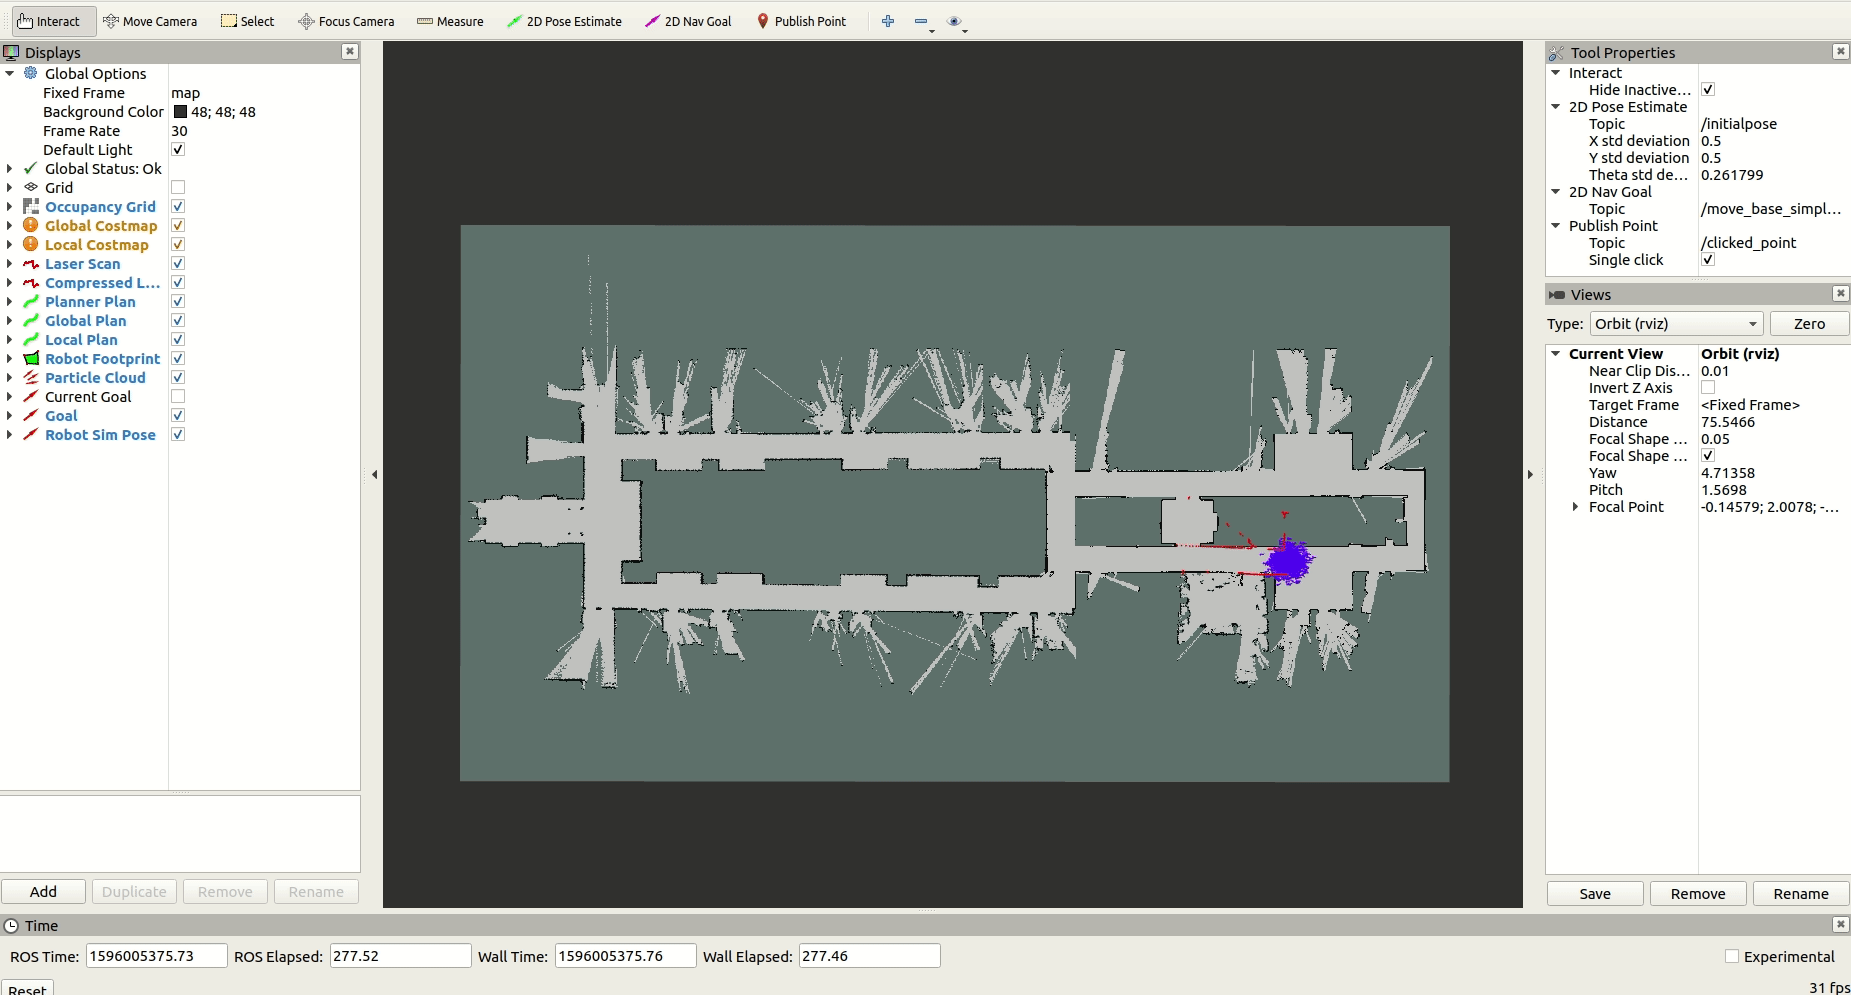 Interact Move Camera Select Focus Camera Measure 2D Pose Estimate 2D Nav Goal Publish Point
Displays
Global Options
Fixed Frame map
Background Color 48; 48; 48
Frame Rate 30
Default Light
Global Status: Ok
Grid
Occupancy Grid
Global Costmap
Local Costmap
Laser Scan
Compressed L...
Planner Plan
Global Plan
Local Plan
Robot Footprint
Particle Cloud
Current Goal
Goal
Robot Sim Pose
Add Duplicate Remove Rename
Tool Properties
Interact
Hide Inactive...
2D Pose Estimate
Topic /initialpose
X std deviation 0.5
Y std deviation 0.5
Theta std de... 0.261799
2D Nav Goal
Topic /move_base_simpl...
Publish Point
Topic /clicked_point
Single click
Views
Type: Orbit (rviz) Zero
Current View Orbit (rviz)
Near Clip Dis... 0.01
Invert Z Axis
Target Frame <Fixed Frame>
Distance 75.5466
Focal Shape ... 0.05
Focal Shape ...
Yaw 4.71358
Pitch 1.5698
Focal Point -0.14579; 2.0078; -...
Save Remove Rename
Time
ROS Time: 1596005375.73 ROS Elapsed: 277.52 Wall Time: 1596005375.76 Wall Elapsed: 277.46 Experimental
Reset 31 fps